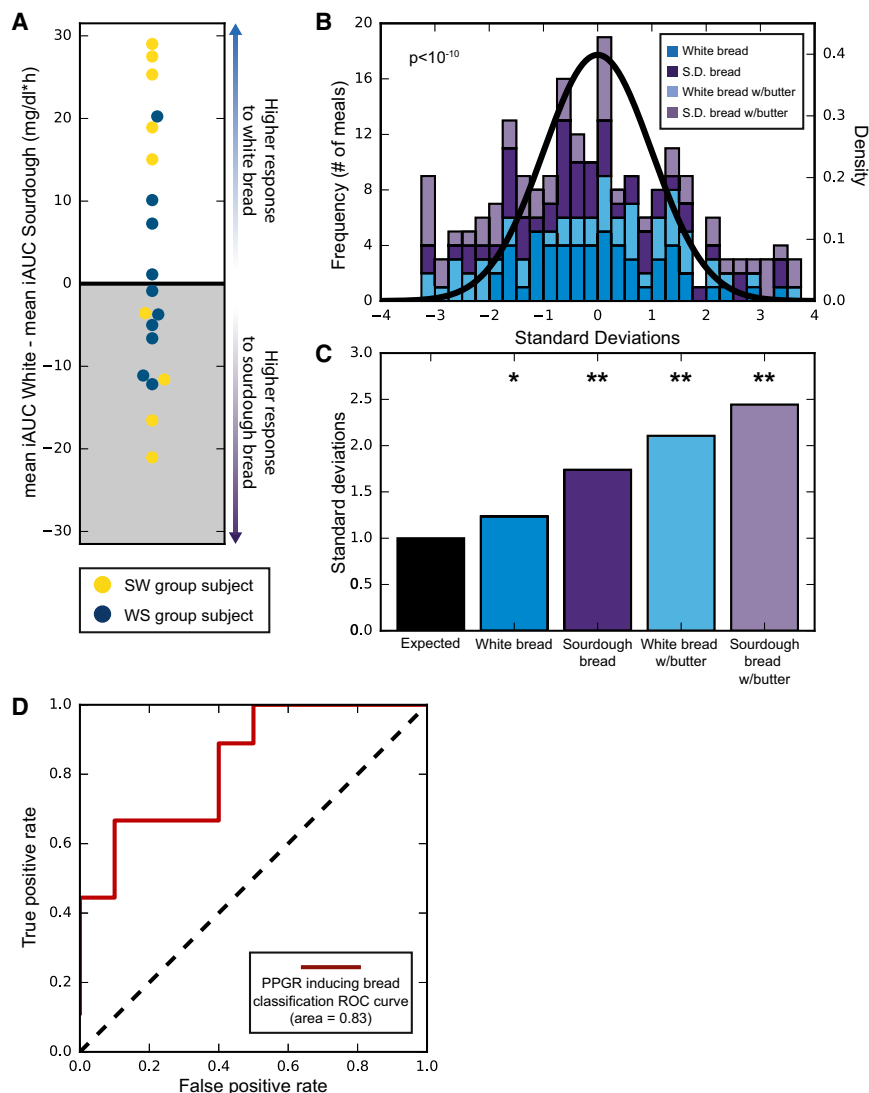 A
mean iAUC White - mean iAUC Sourdough (mg/dl*h)
30
20
10
0
−10
−20
−30
Higher response
to white bread
Higher response
to sourdough bread
SW group subject
WS group subject
B
p<10-10
Frequency (# of meals)
20
18
14
10
8
4
0
White bread
S.D. bread
White bread w/butter
S.D. bread w/butter
Density
0.4
0.3
0.2
0.1
0.0
−4 −3 −2 −1 0 1 2 3 4
Standard Deviations
C
Standard deviations
3.0
2.5
2.0
1.5
1.0
0.5
0.0
* ** ** **
Expected White bread Sourdough White bread Sourdough
bread w/butter bread
w/butter
D
True positive rate
1.0
0.8
0.6
0.4
0.2
0.0
PPGR inducing bread
classification ROC curve
(area = 0.83)
0.0 0.2 0.4 0.6 0.8 1.0
False positive rate